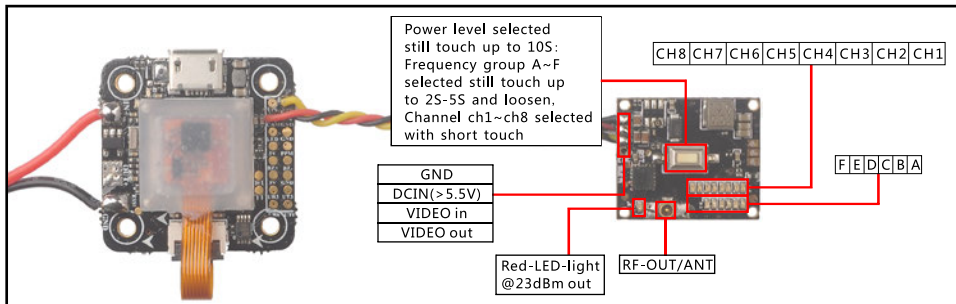 Power level selected
still touch up to 10S:
Frequency group A~F
selected still touch up
to 2S-5S and loosen,
Channel ch1~ch8 selected
with short touch
CH8 CH7 CH6 CH5 CH4 CH3 CH2 CH1
F E D C B A
GND
DCIN(>5.5V)
VIDEO in
VIDEO out
Red-LED-light
@23dBm out
RF-OUT/ANT